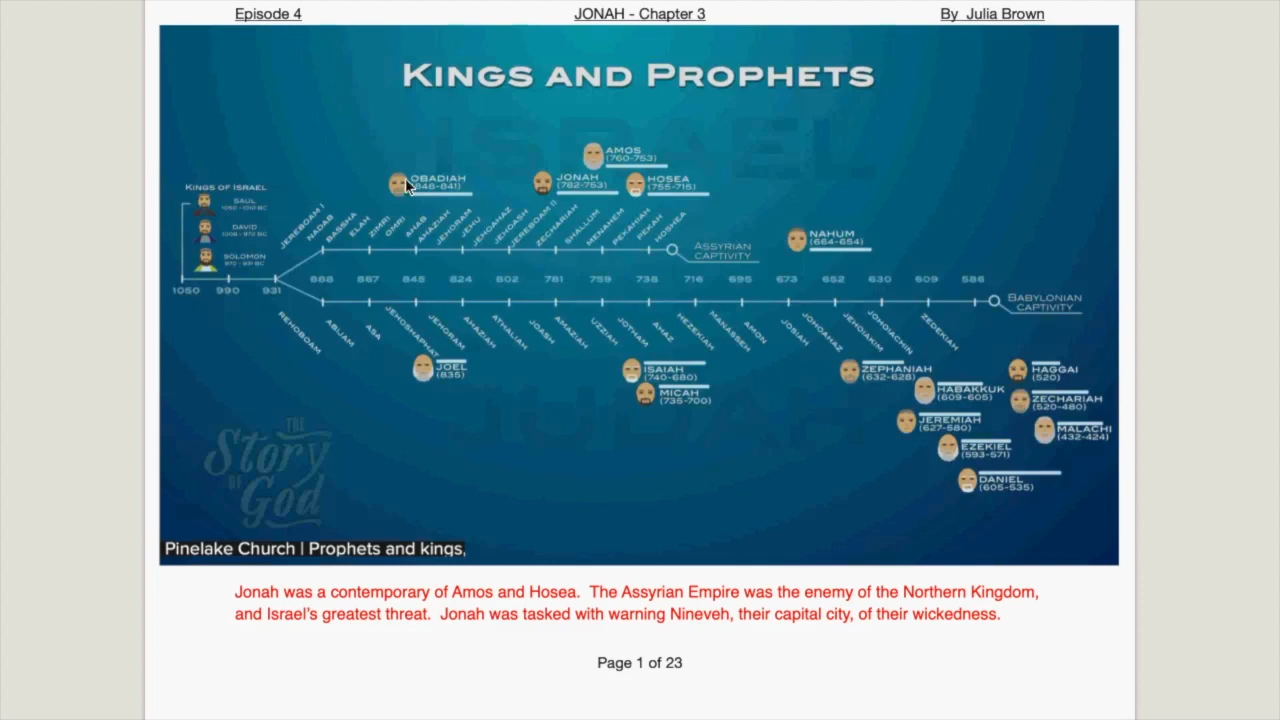 Episode 4
JONAH - Chapter 3
By Julia Brown
KINGS AND PROPHETS
ISRAEL
AMOS
(760-753)
OBADIAH
(848-841)
JONAH
(782-753)
HOSEA
(755-715)
KINGS OF ISRAEL
SAUL
DAVID
SOLOMON
JEREBOAM I
NADAB
BASSHA
ELAH
ZIMRI
OMRI
AHAB
AHAZIAH
JEHORAM
JEHU
JEHOAHAZ
JEHOASH
JEREBOAM II
ZECHARIAH
SHALLUM
MENAHEM
PEKAHIAH
PEKAH
HOSHEA
NAHUM
(664-654)
ASSYRIAN
CAPTIVITY
1050 990 931
888 867 845 824 802 781 759 738 716 695 673 652 630 609 586
BABYLONIAN
CAPTIVITY
REHOBOAM
ABIJAM
ASA
JEHOSHAPHAT
JEHORAM
AHAZIAH
ATHALIAH
JOASH
AMAZIAH
UZZIAH
JOTHAM
AHAZ
HEZEKIAH
MANASSEH
AMON
JOSIAH
JOHOAHAZ
JEHOIAKIM
JOHOIACHIN
ZEDEKIAH
JOEL
(835)
ISAIAH
(740-680)
MICAH
(735-700)
ZEPHANIAH
(632-628)
HABAKKUK
(609-605)
JEREMIAH
(627-580)
EZEKIEL
(593-571)
DANIEL
(605-535)
HAGGAI
(520)
ZECHARIAH
(520-480)
MALACHI
(432-424)
JUDAH
THE
Story
OF
God
Pinelake Church | Prophets and kings,
Jonah was a contemporary of Amos and Hosea. The Assyrian Empire was the enemy of the Northern Kingdom,
and Israel's greatest threat. Jonah was tasked with warning Nineveh, their capital city, of their wickedness.
Page 1 of 23